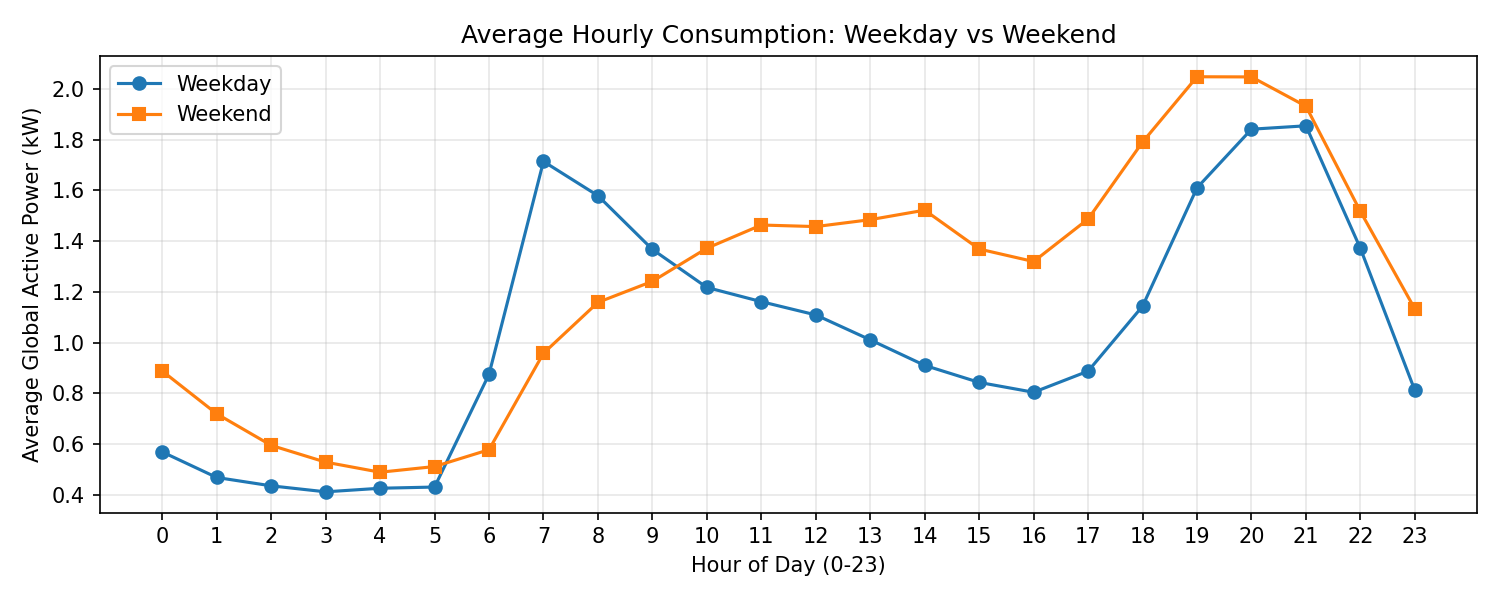 Average Hourly Consumption: Weekday vs Weekend
Weekday
Weekend
Average Global Active Power (kW)
2.0
1.8
1.6
1.4
1.2
1.0
0.8
0.6
0.4
0 1 2 3 4 5 6 7 8 9 10 11 12 13 14 15 16 17 18 19 20 21 22 23
Hour of Day (0-23)